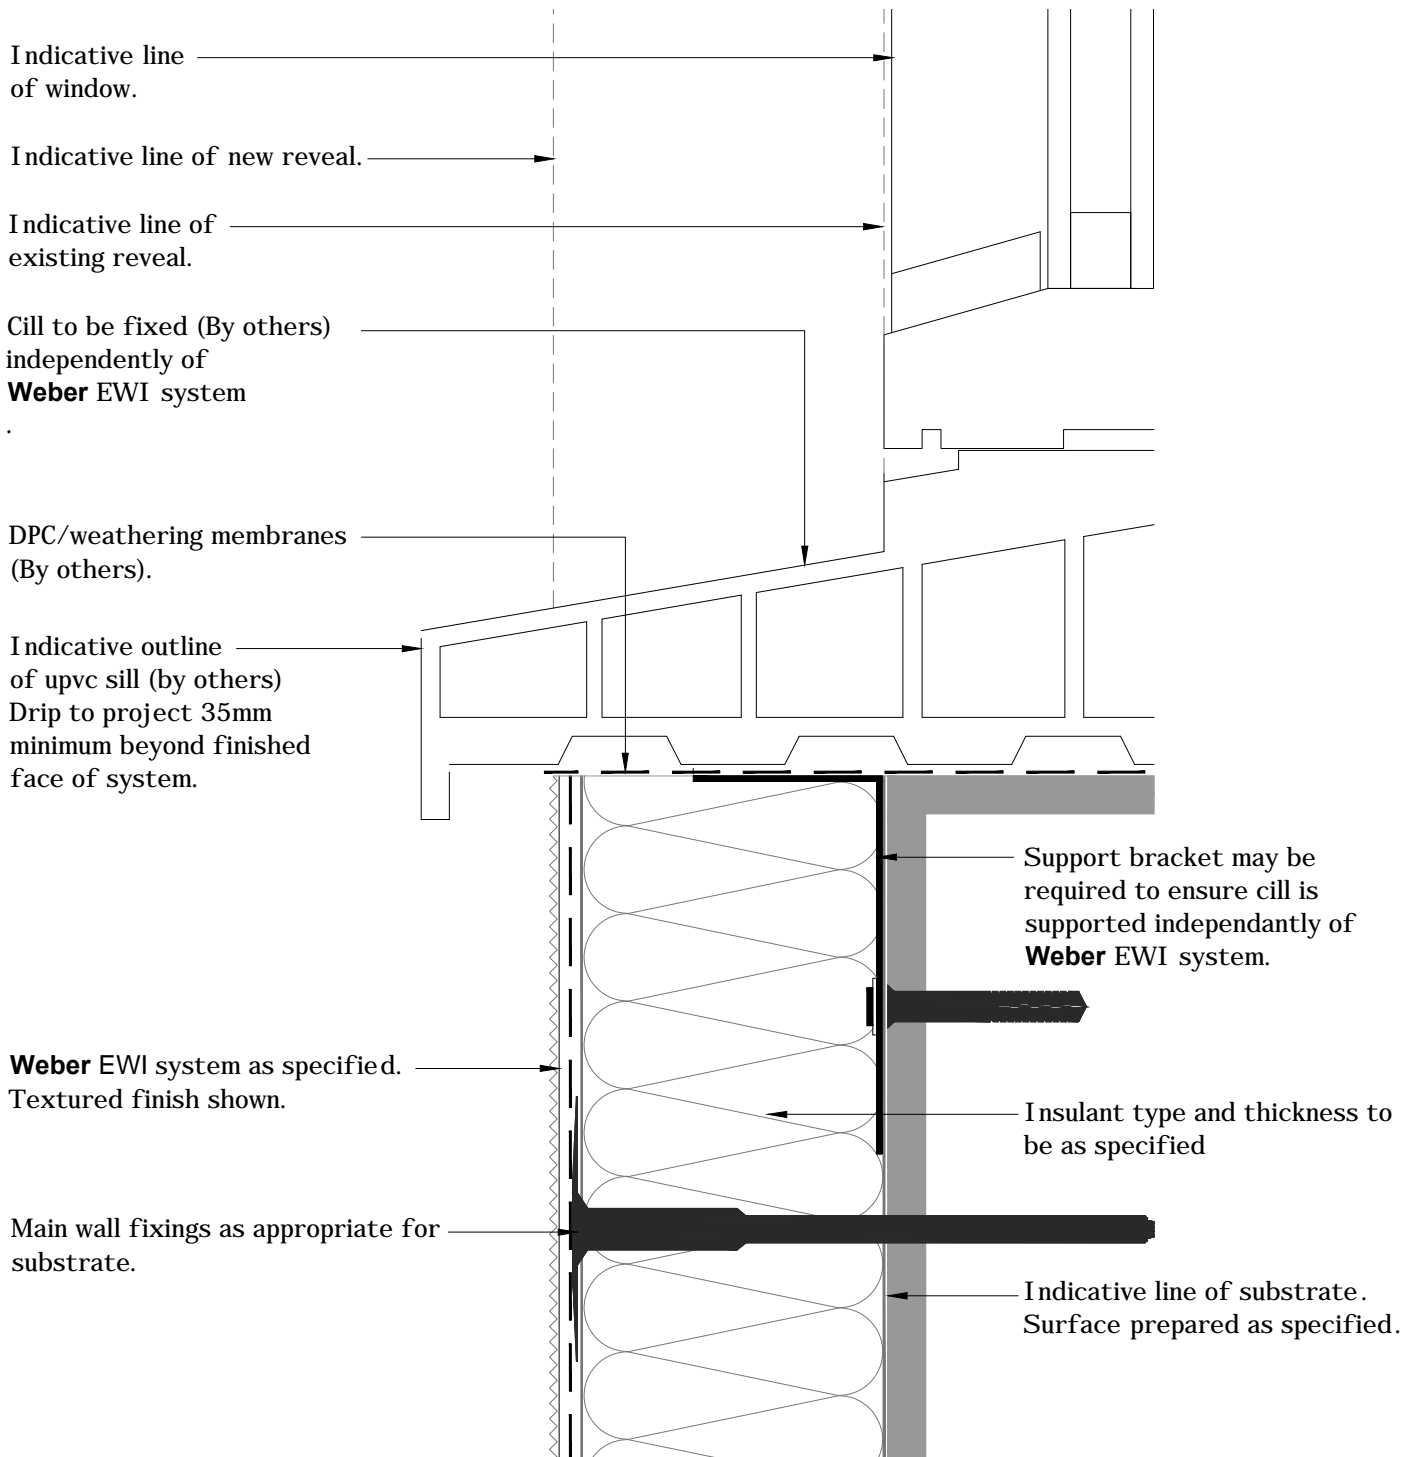 Indicative line
of window.
Indicative line of new reveal.
Indicative line of
existing reveal.
Cill to be fixed (By others)
independently of
Weber EWI system
.
DPC/weathering membranes
(By others).
Indicative outline
of upvc sill (by others)
Drip to project 35mm
minimum beyond finished
face of system.
Support bracket may be
required to ensure cill is
supported independantly of
Weber EWI system.
Weber EWI system as specified.
Textured finish shown.
Insulant type and thickness to
be as specified
Main wall fixings as appropriate for
substrate.
Indicative line of substrate.
Surface prepared as specified.